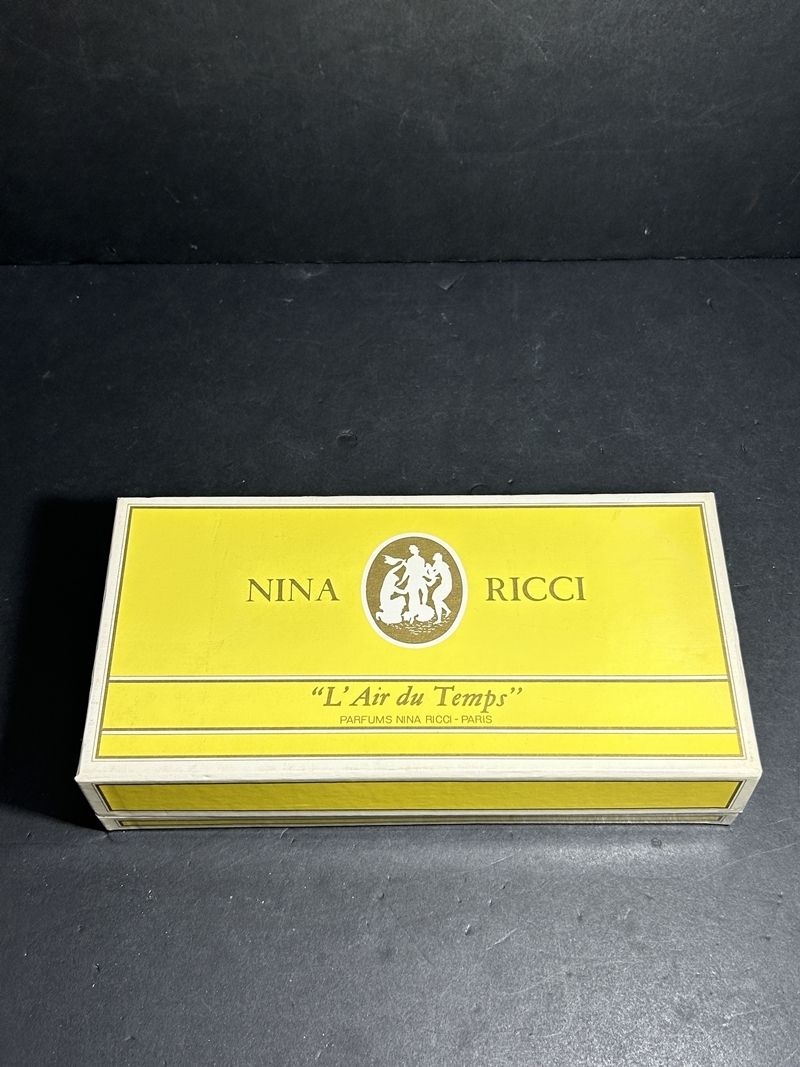 NINA RICCI
“L'Air du Temps”
PARFUMS NINA RICCI - PARIS